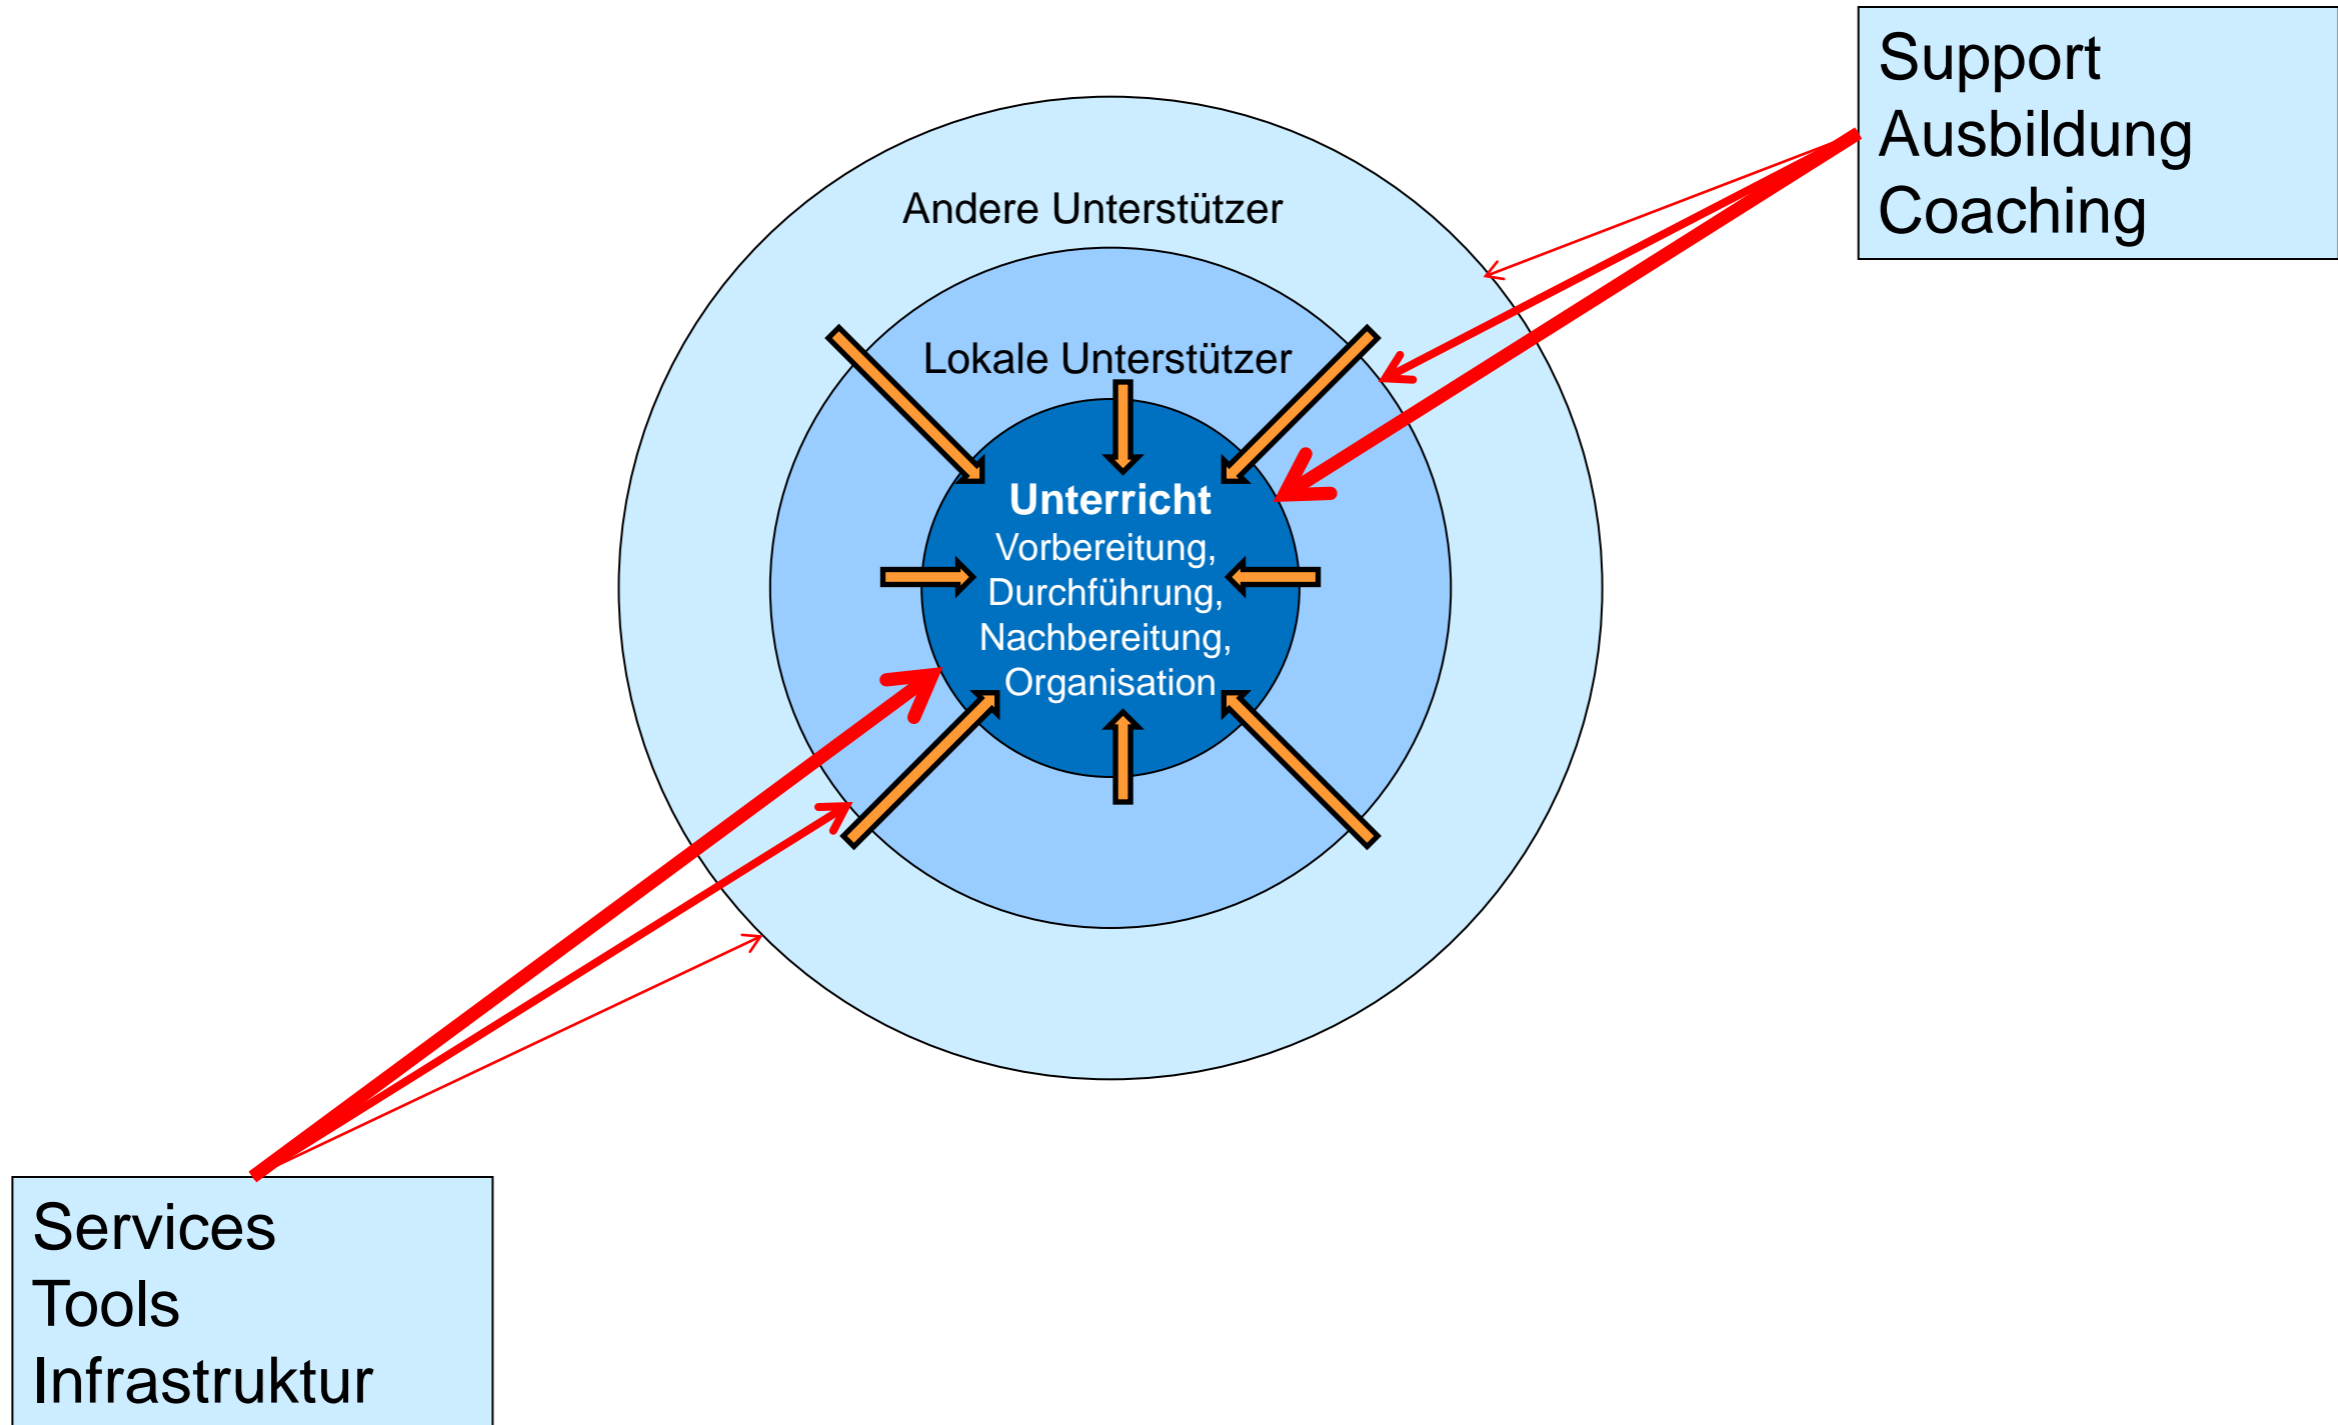 Support
Ausbildung
Coaching
Andere Unterstützer
Lokale Unterstützer
Unterricht
Vorbereitung,
Durchführung,
Nachbereitung,
Organisation
Services
Tools
Infrastruktur